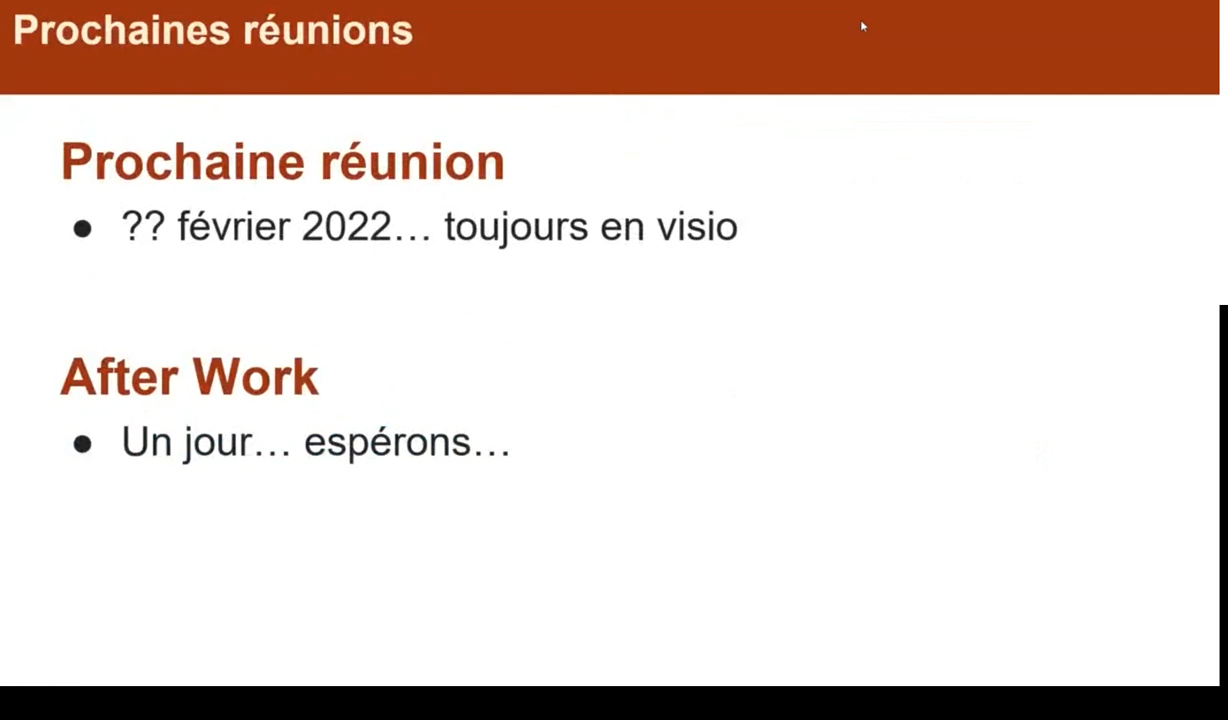 Prochaines réunions
Prochaine réunion
● ?? février 2022… toujours en visio
After Work
● Un jour… espérons…